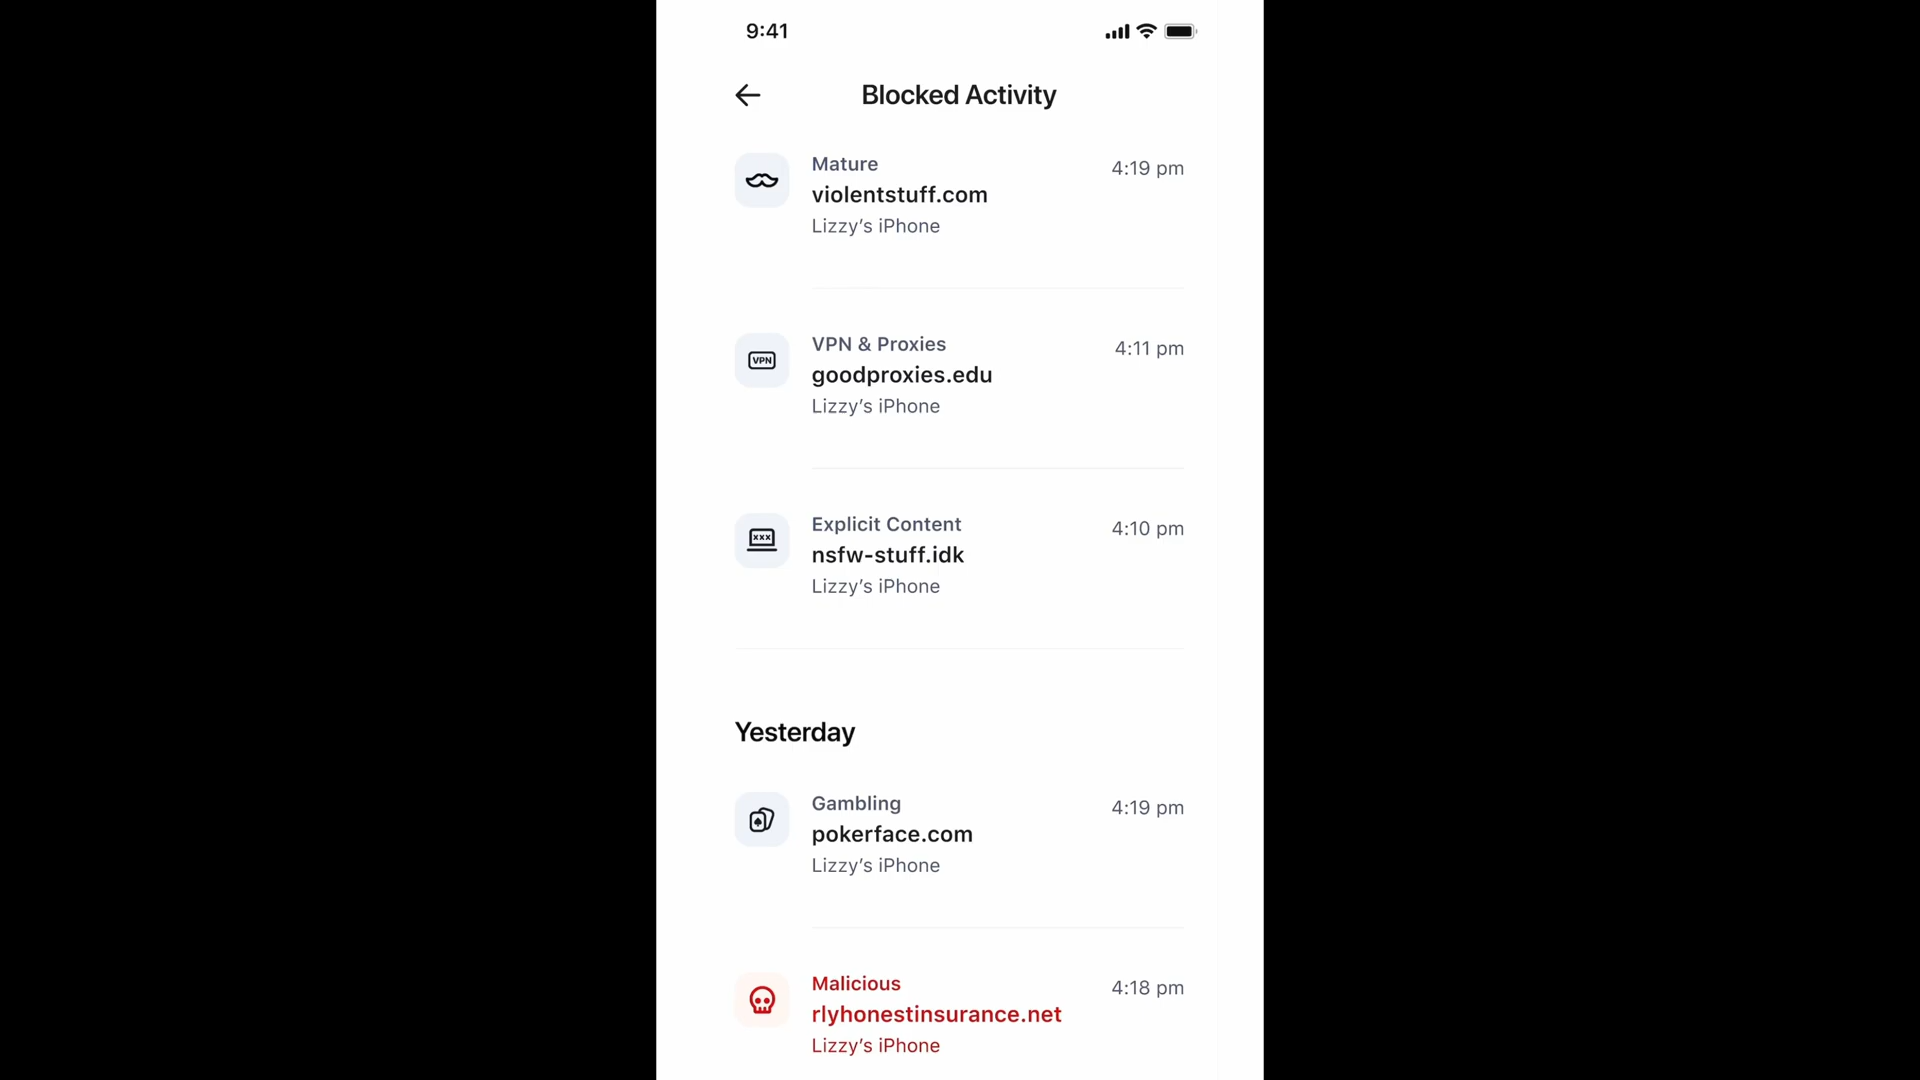 9:41
Blocked Activity
Mature
4:19 pm
violentstuff.com
Lizzy’s iPhone
VPN & Proxies
4:11 pm
VPN
goodproxies.edu
Lizzy’s iPhone
Explicit Content
4:10 pm
xxx
nsfw-stuff.idk
Lizzy’s iPhone
Yesterday
Gambling
4:19 pm
pokerface.com
Lizzy’s iPhone
Malicious
4:18 pm
rlyhonestinsurance.net
Lizzy’s iPhone